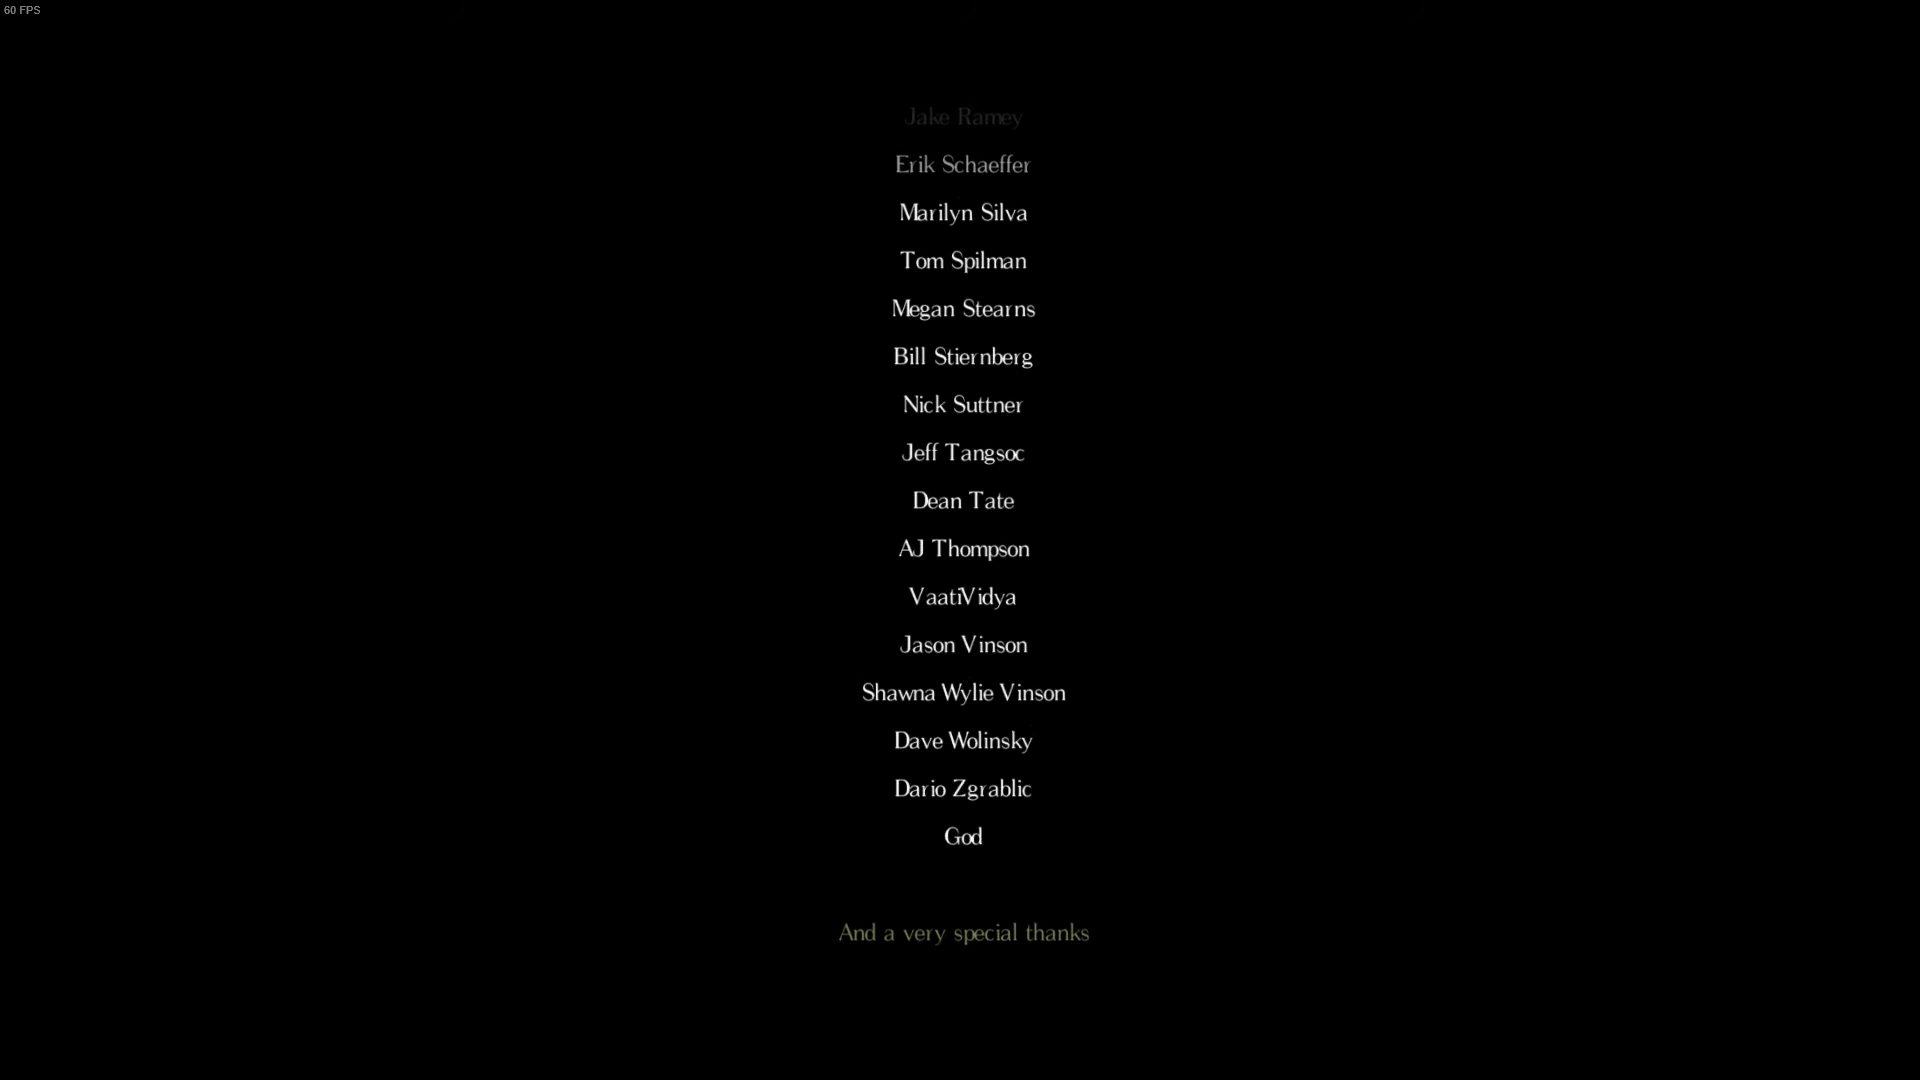 60 FPS
Jake Ramey
Erik Schaeffer
Marilyn Silva
Tom Spilman
Megan Stearns
Bill Stiernberg
Nick Suttner
Jeff Tangsoc
Dean Tate
AJ Thompson
VaatiVidya
Jason Vinson
Shawna Wylie Vinson
Dave Wolinsky
Dario Zgrablic
God
And a very special thanks